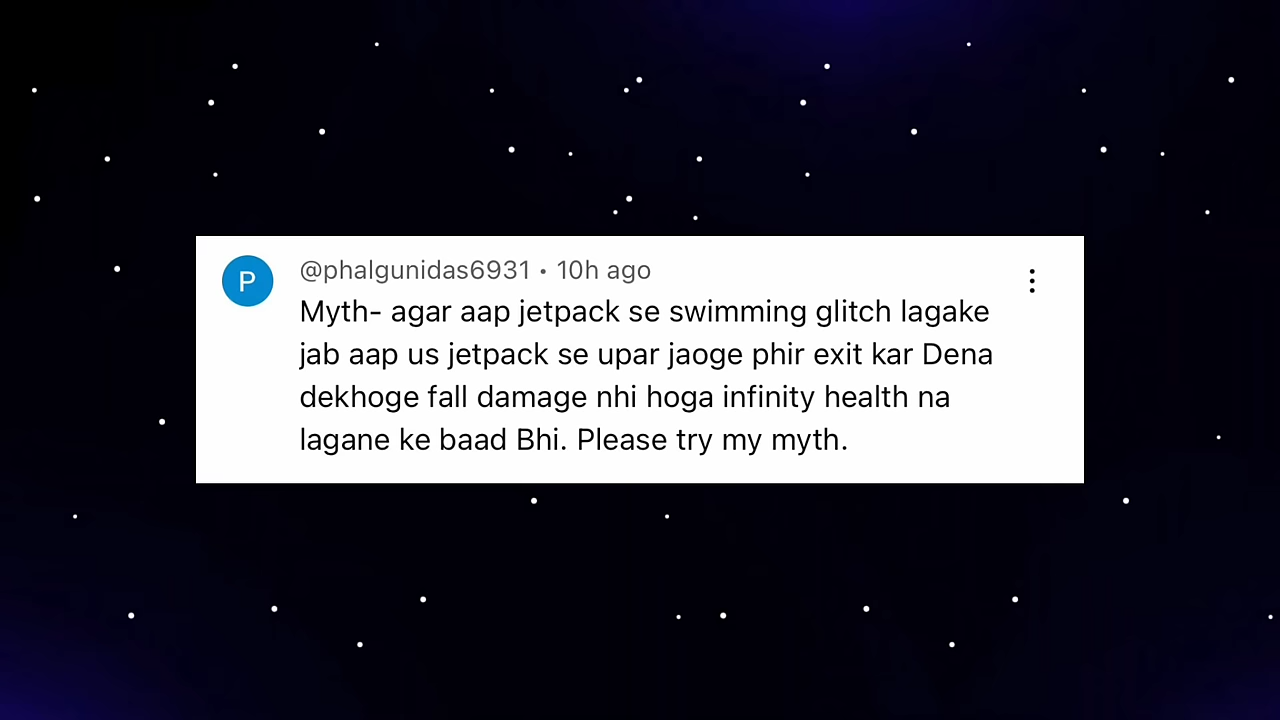 P
@phalgunidas6931 • 10h ago
Myth- agar aap jetpack se swimming glitch lagake
jab aap us jetpack se upar jaoge phir exit kar Dena
dekhoge fall damage nhi hoga infinity health na
lagane ke baad Bhi. Please try my myth.